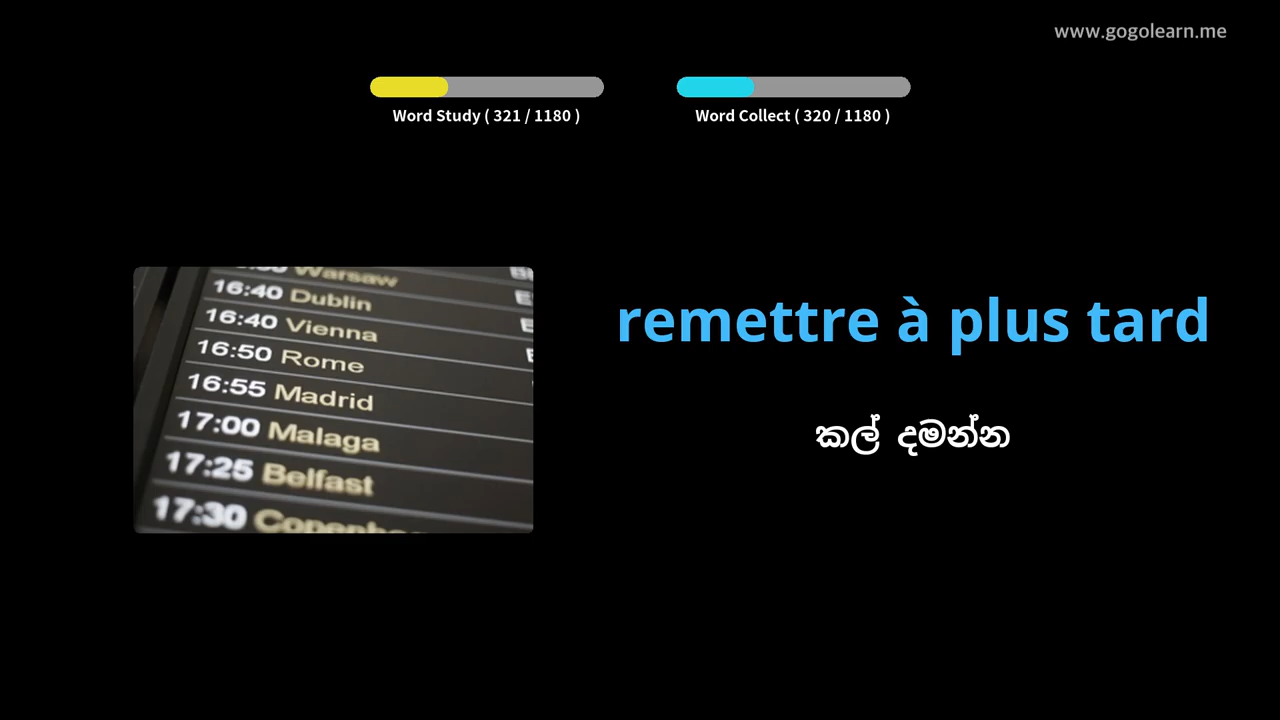 www.gogolearn.me
Word Study ( 321 / 1180 )
Word Collect ( 320 / 1180 )
Warsaw
16:40 Dublin
16:40 Vienna
16:50 Rome
16:55 Madrid
17:00 Malaga
17:25 Belfast
17:30
remettre à plus tard
කල් දමන්න